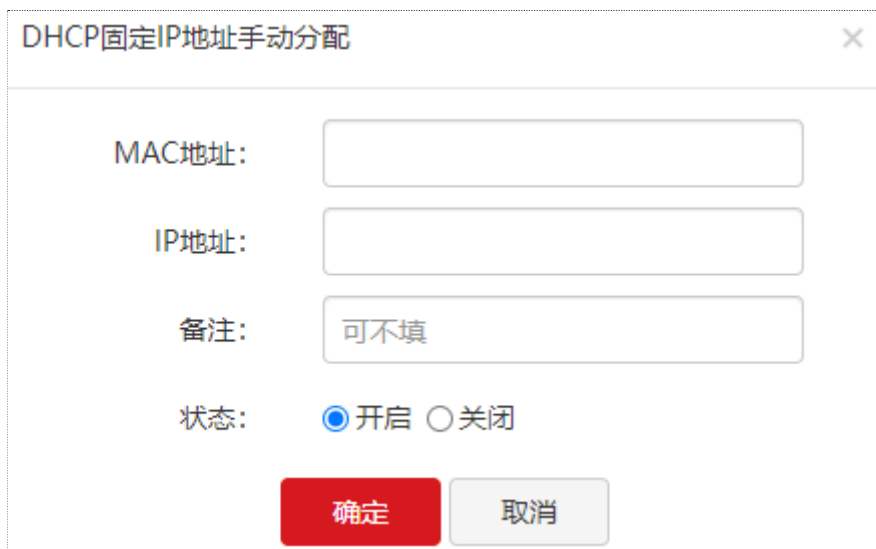 DHCP固定IP地址手动分配 ×
MAC地址:
IP地址:
备注: 可不填
状态: 开启 关闭
确定 取消